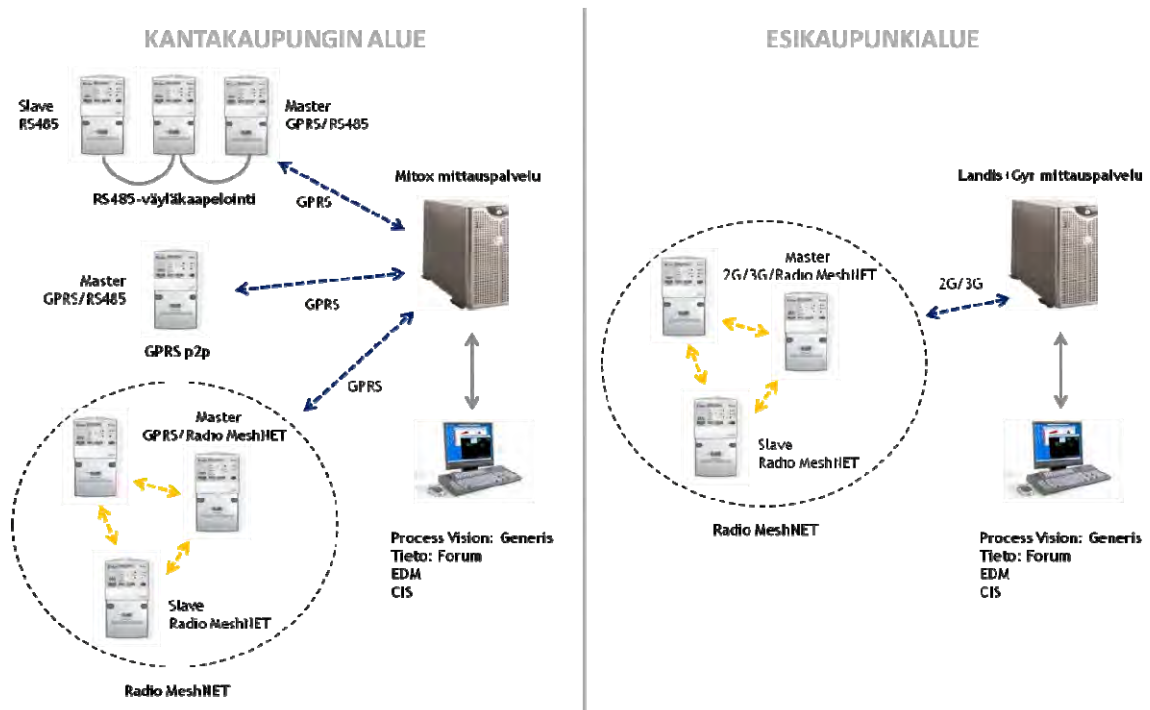 KANTAKAUPUNGIN ALUE
Slave
RS485
Master
GPRS/RS485
RS485-väyläkaapelointi
GPRS
Mitox mittauspalvelu
Master
GPRS/RS485
GPRS
GPRS p2p
GPRS
Master
GPRS/Radio MeshNET
Slave
Radio MeshNET
Radio MeshNET
Process Vision: Generis
Tieto: Forum
EDM
CIS
ESIKAUPUNKIALUE
Landis+Gyr mittauspalvelu
Master
2G/3G/Radio MeshNET
2G/3G
Slave
Radio MeshNET
Radio MeshNET
Process Vision: Generis
Tieto: Forum
EDM
CIS